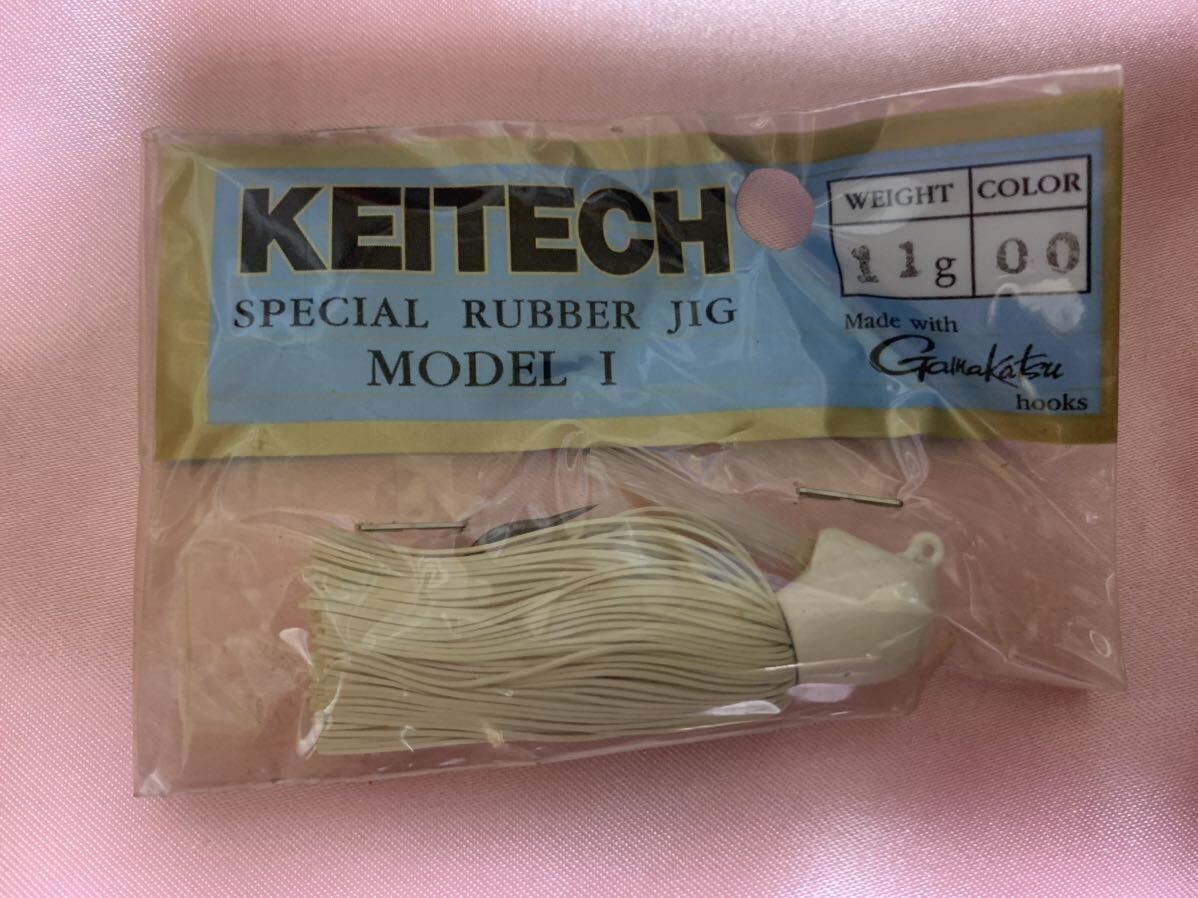 KEITECH
SPECIAL RUBBER JIG
MODEL I
WEIGHT COLOR
11g 00
Made with
Gamakatsu
hooks